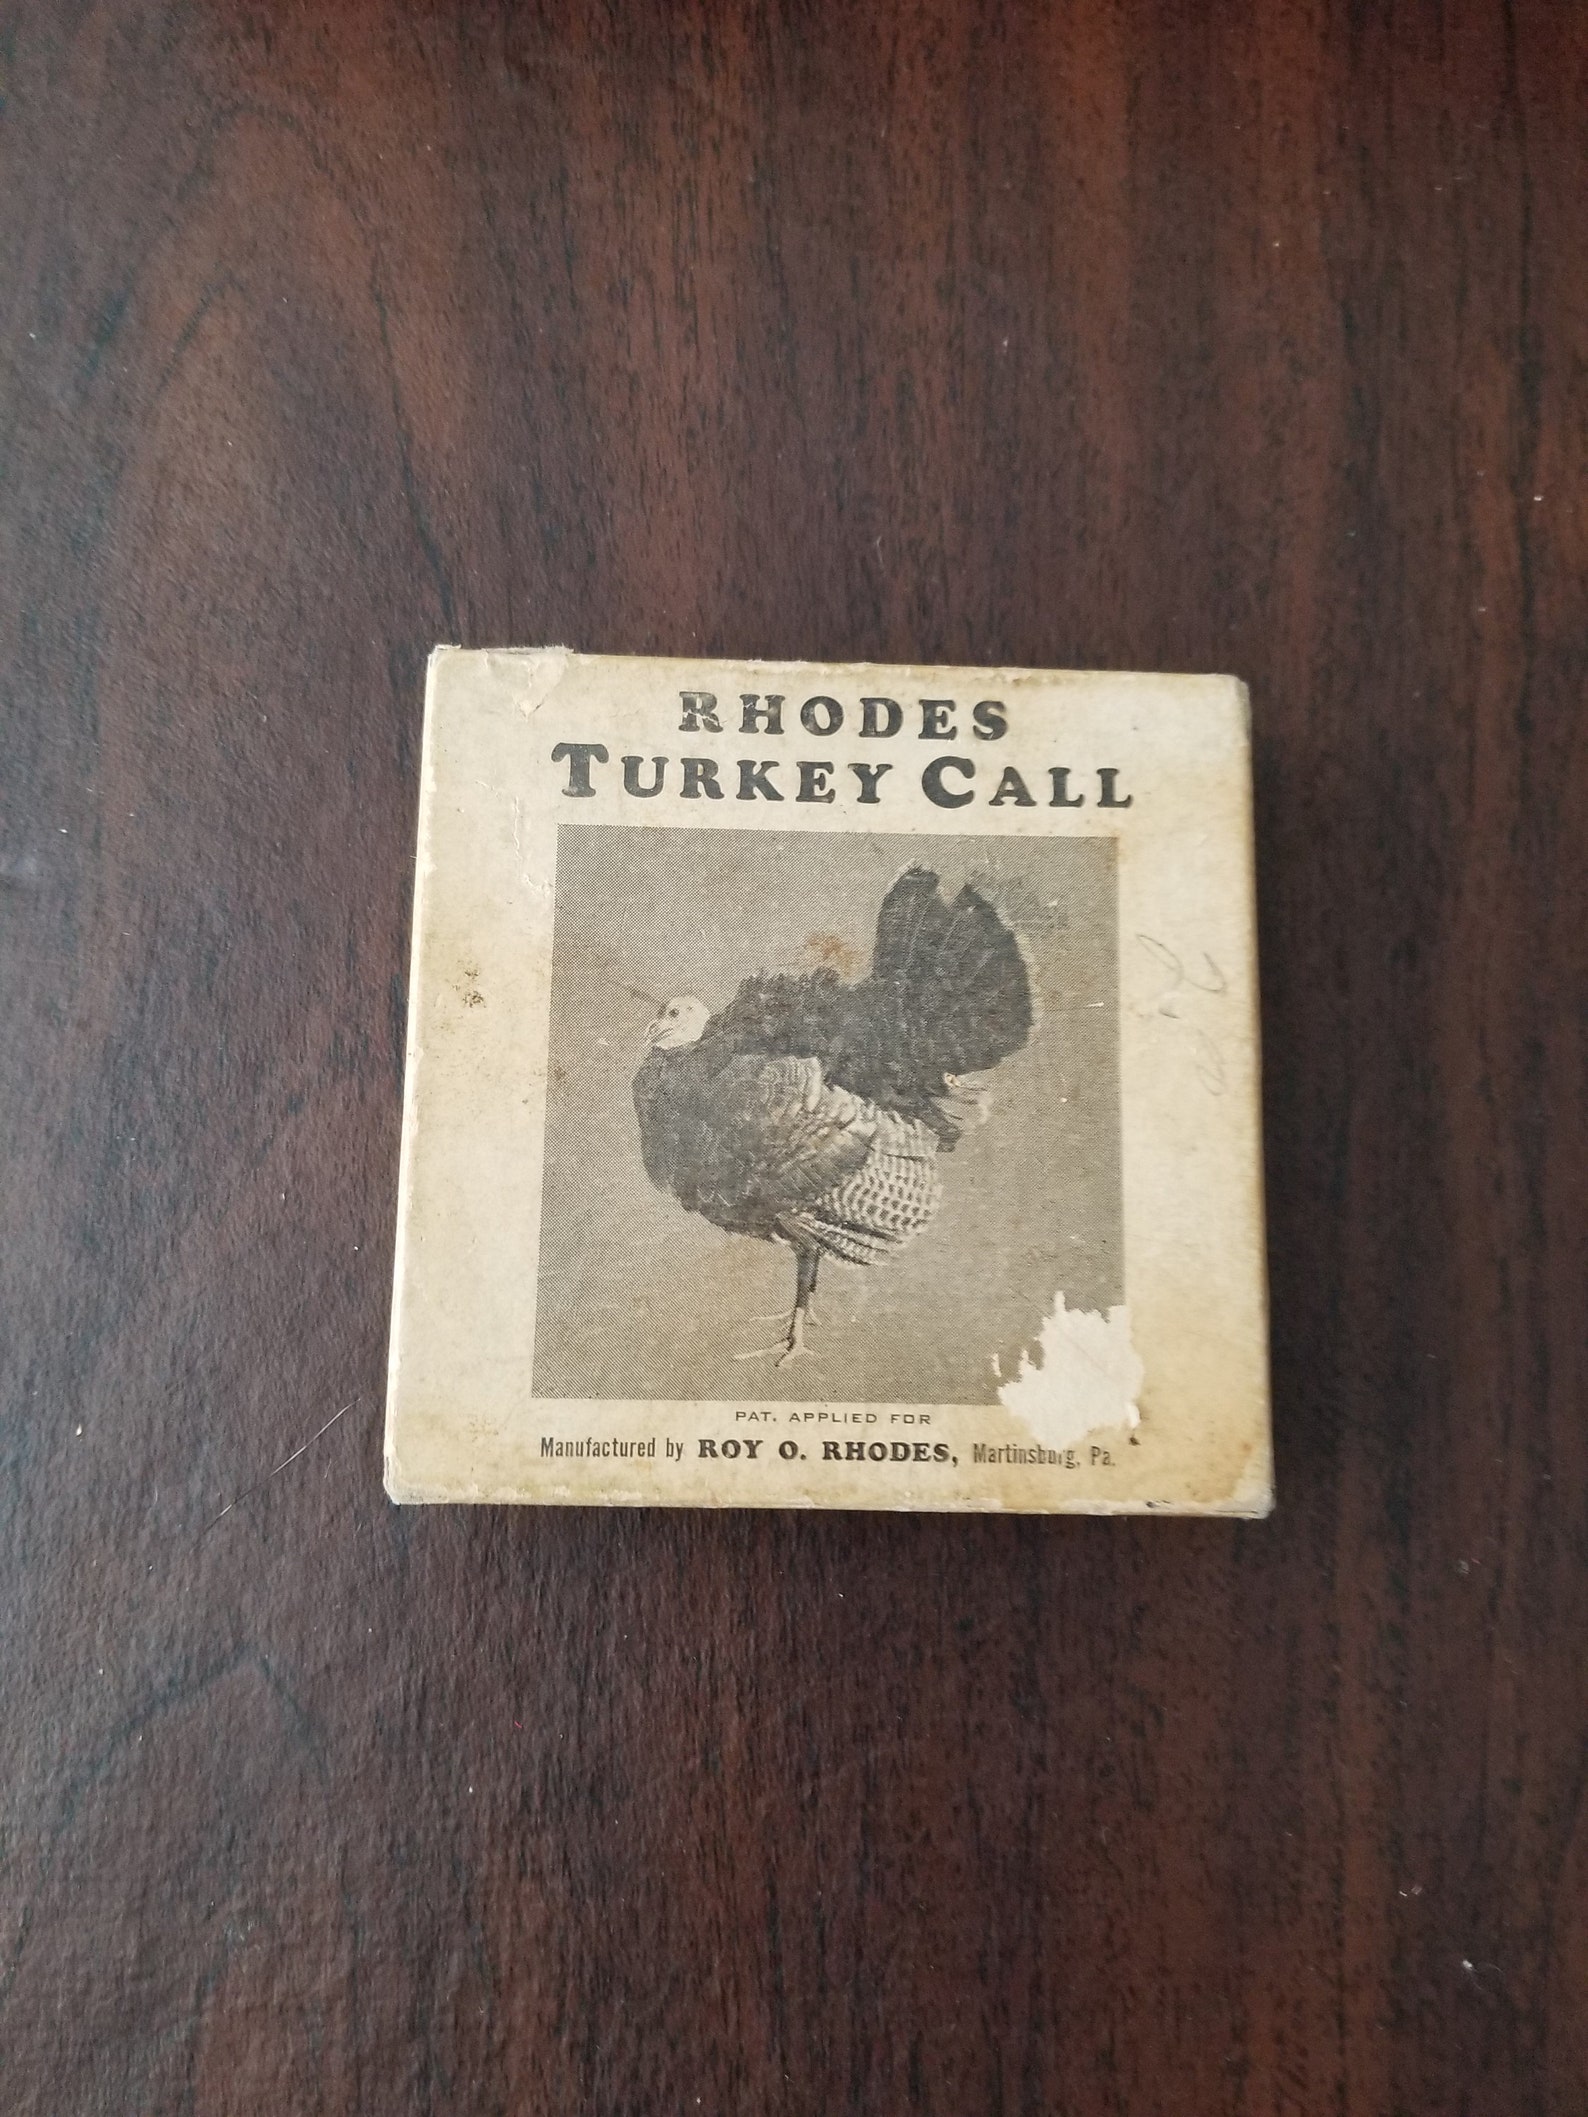 RHODES
TURKEY CALL
PAT. APPLIED FOR
Manufactured by ROY O. RHODES, Martinsburg, Pa.